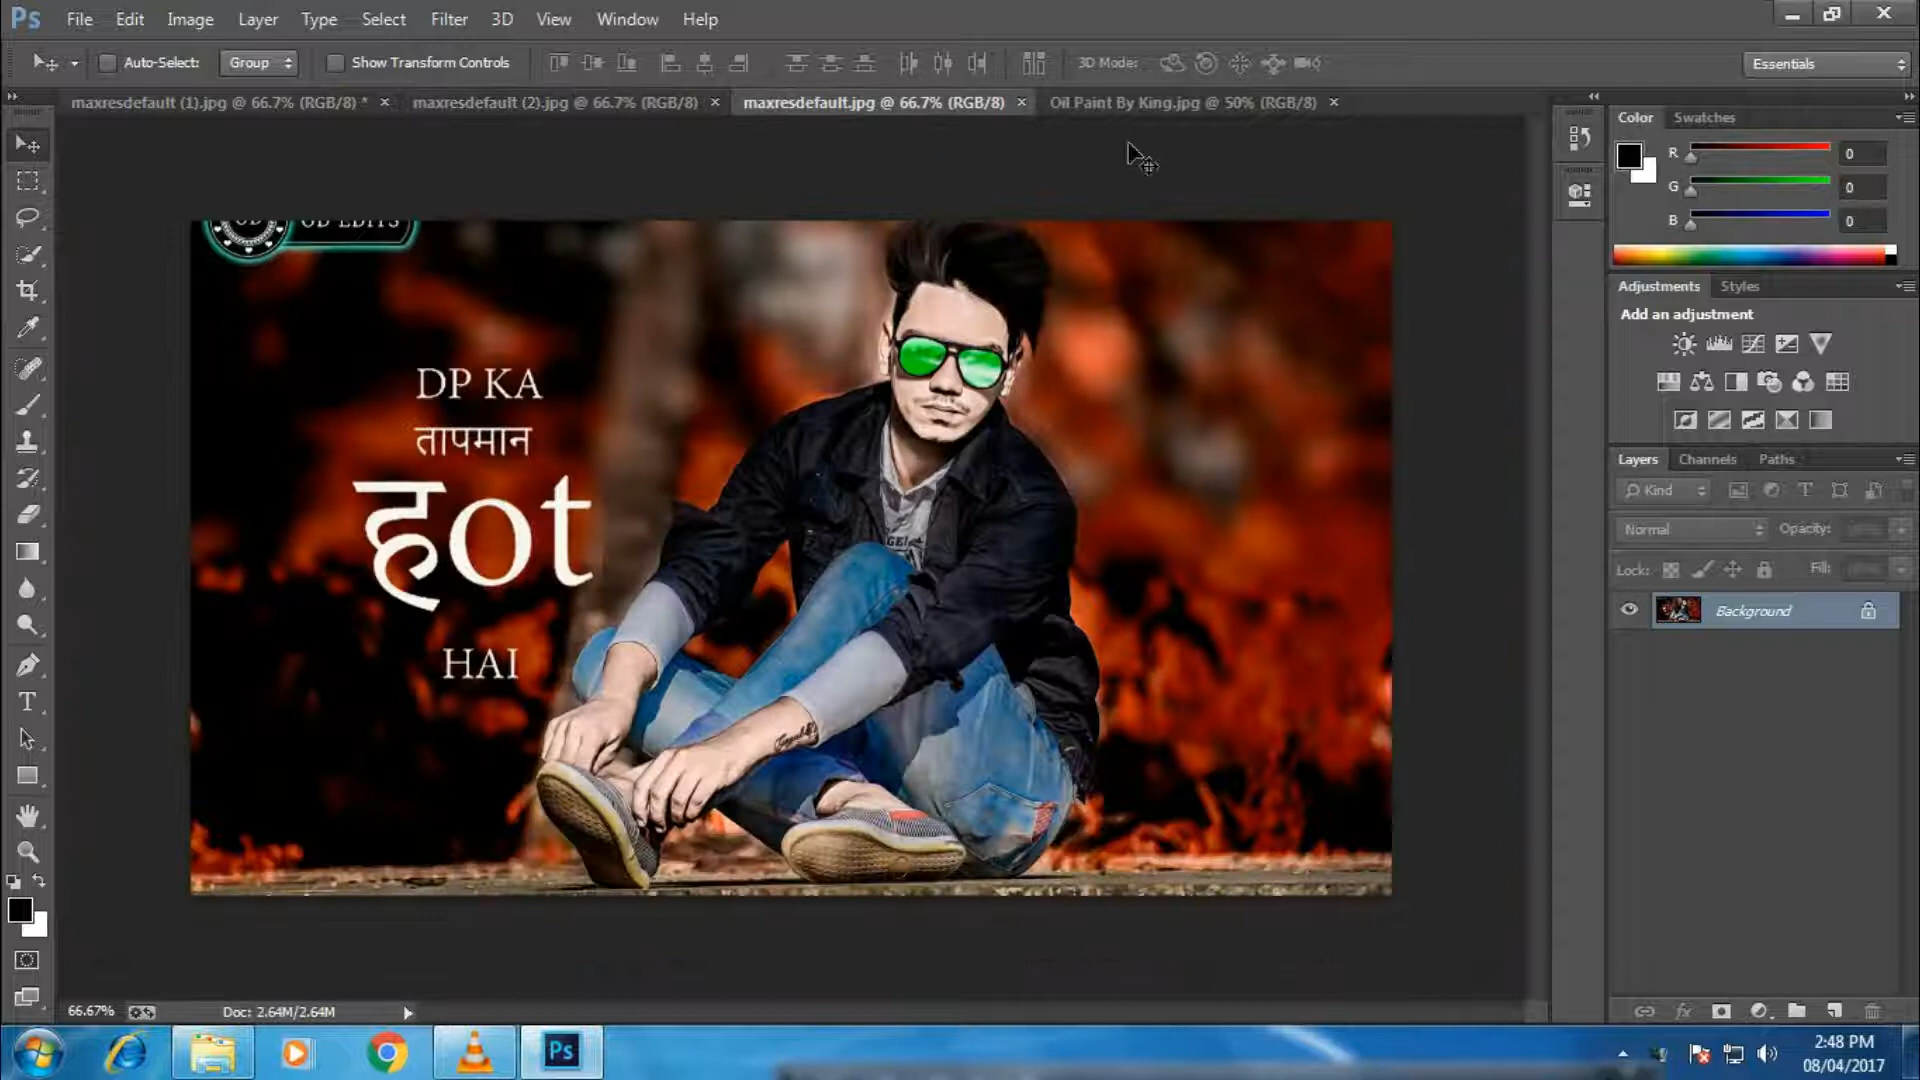 Ps File Edit Image Layer Type Select Filter 3D View Window Help
Auto-Select: Group Show Transform Controls 3D Mode: Essentials
maxresdefault (1).jpg @ 66.7% (RGB/8) * × maxresdefault (2).jpg @ 66.7% (RGB/8) × maxresdefault.jpg @ 66.7% (RGB/8) × Oil Paint By King.jpg @ 50% (RGB/8) ×
Color Swatches
R 0
G 0
B 0
OD EDITS
DP KA
तापमान
हot
HAI
Adjustments Styles
Add an adjustment
Layers Channels Paths
Kind
Normal Opacity:
Lock: Fill:
Background
66.67% Doc: 2.64M/2.64M
Ps
2:48 PM
08/04/2017